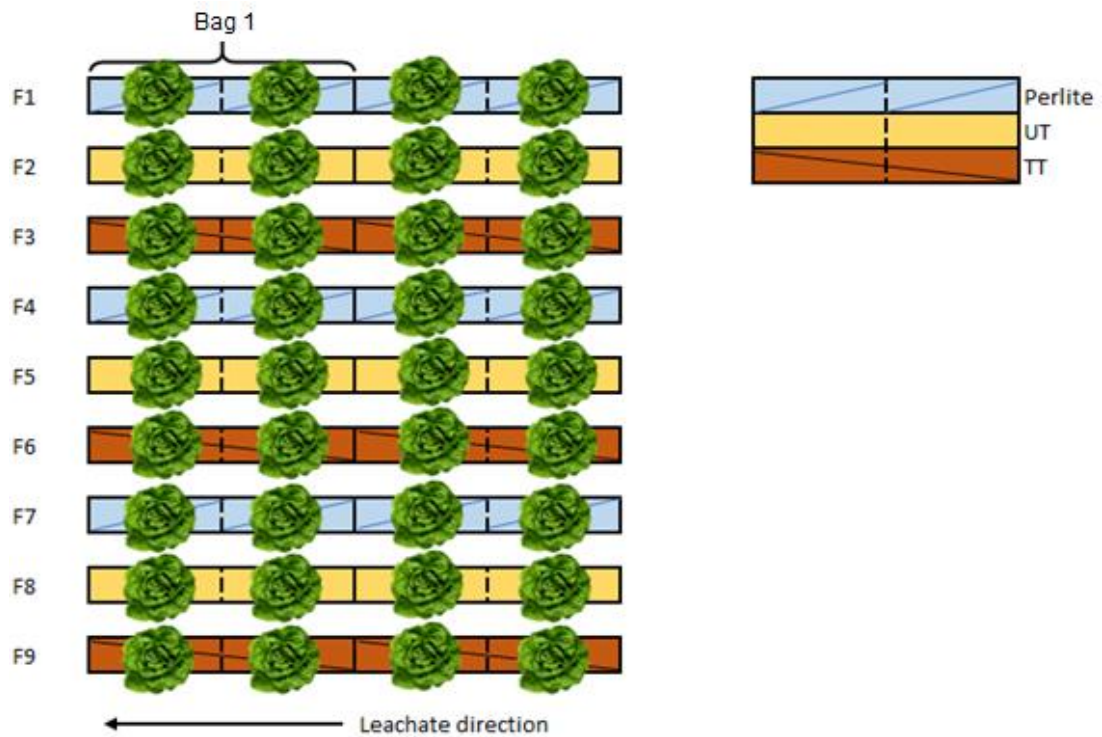 Bag 1
F1
F2
F3
F4
F5
F6
F7
F8
F9
Perlite
UT
TT
Leachate direction